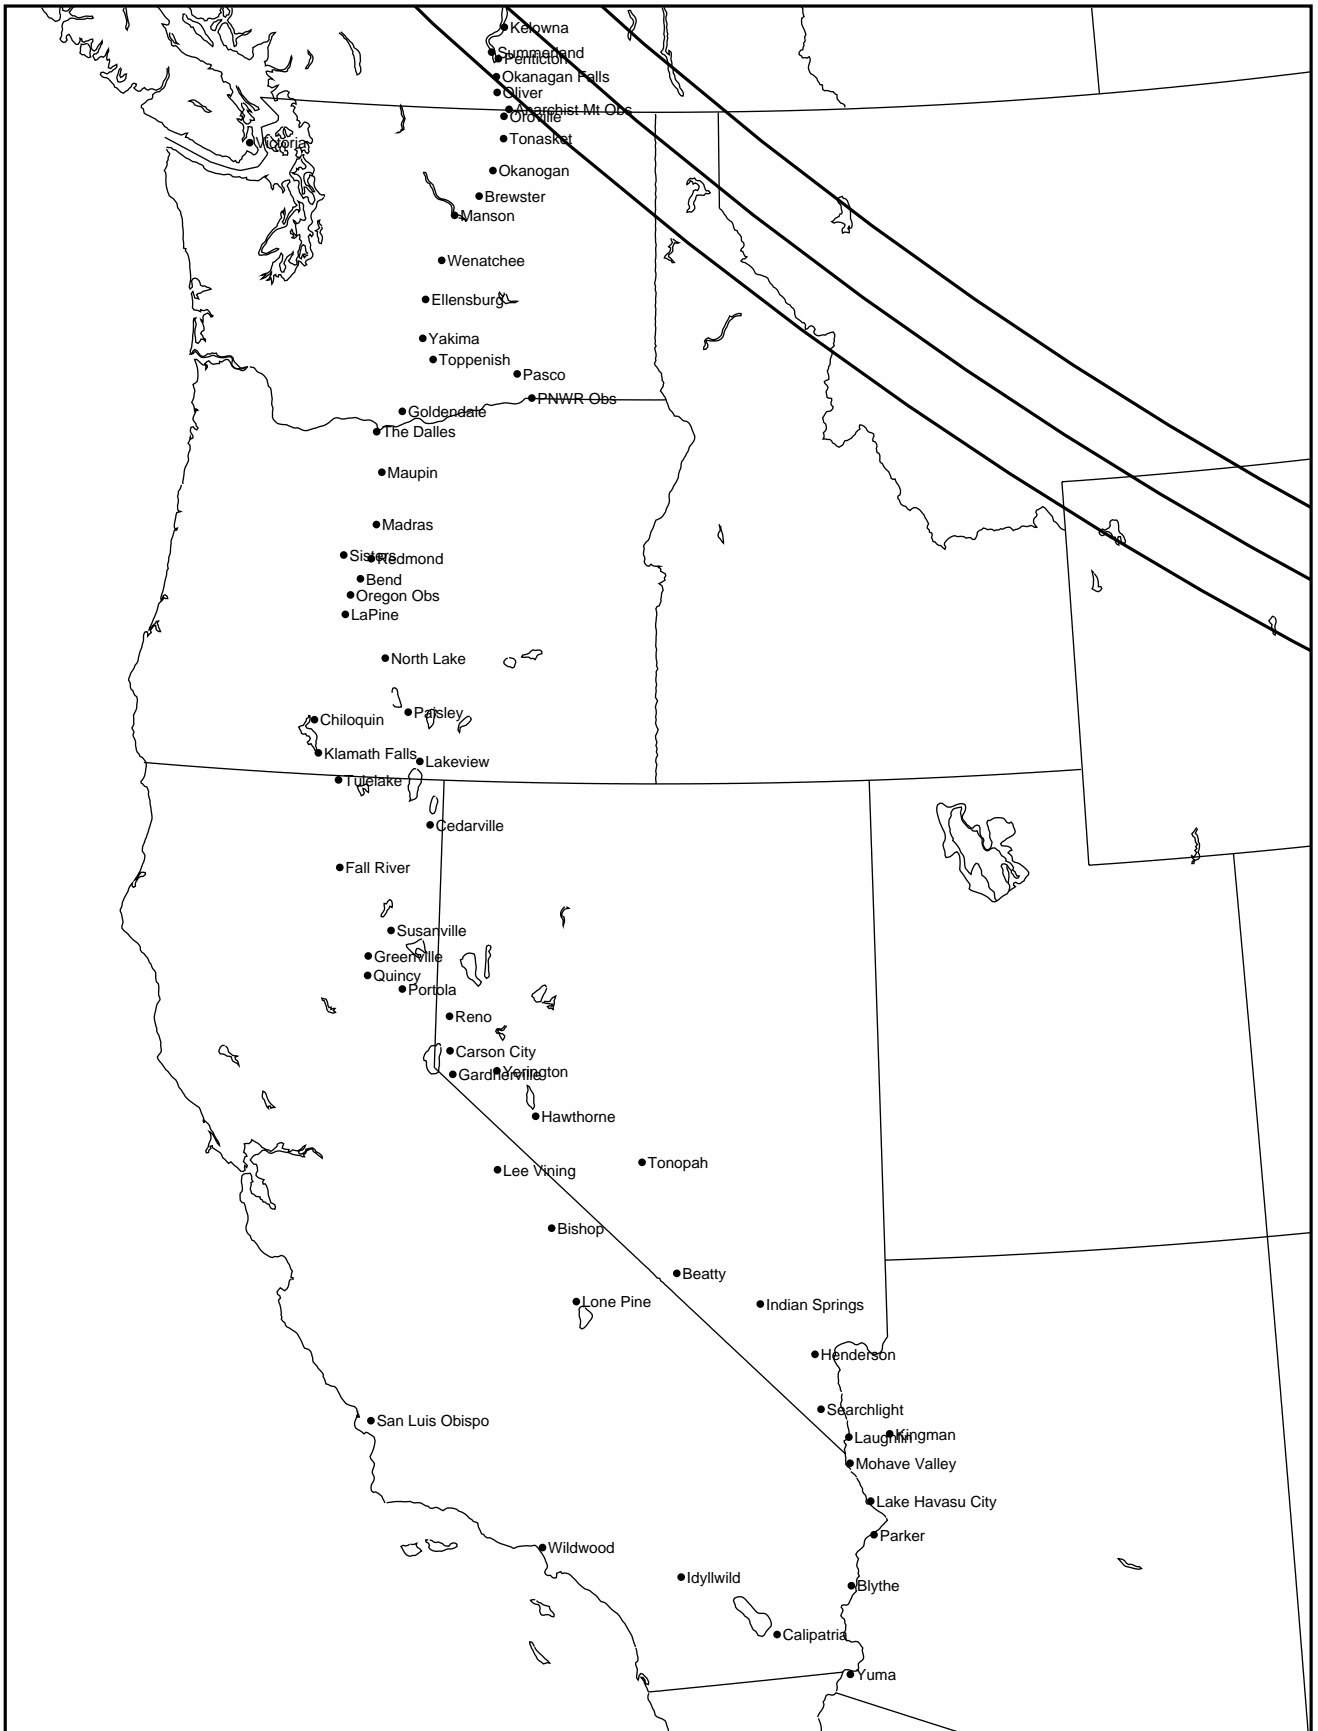 Kelowna
Summerland
Penticton
Okanagan Falls
Oliver
Anarchist Mt Obs
Oroville
Tonasket
Victoria
Okanogan
Brewster
Manson
Wenatchee
Ellensburg
Yakima
Toppenish
Pasco
PNWR Obs
Goldendale
The Dalles
Maupin
Madras
Sisters
Redmond
Bend
Oregon Obs
LaPine
North Lake
Paisley
Chiloquin
Klamath Falls
Lakeview
Tulelake
Cedarville
Fall River
Susanville
Greenville
Quincy
Portola
Reno
Carson City
Yerington
Gardnerville
Hawthorne
Tonopah
Lee Vining
Bishop
Beatty
Lone Pine
Indian Springs
Henderson
Searchlight
San Luis Obispo
Kingman
Laughlin
Mohave Valley
Lake Havasu City
Parker
Wildwood
Idyllwild
Blythe
Calipatria
Yuma